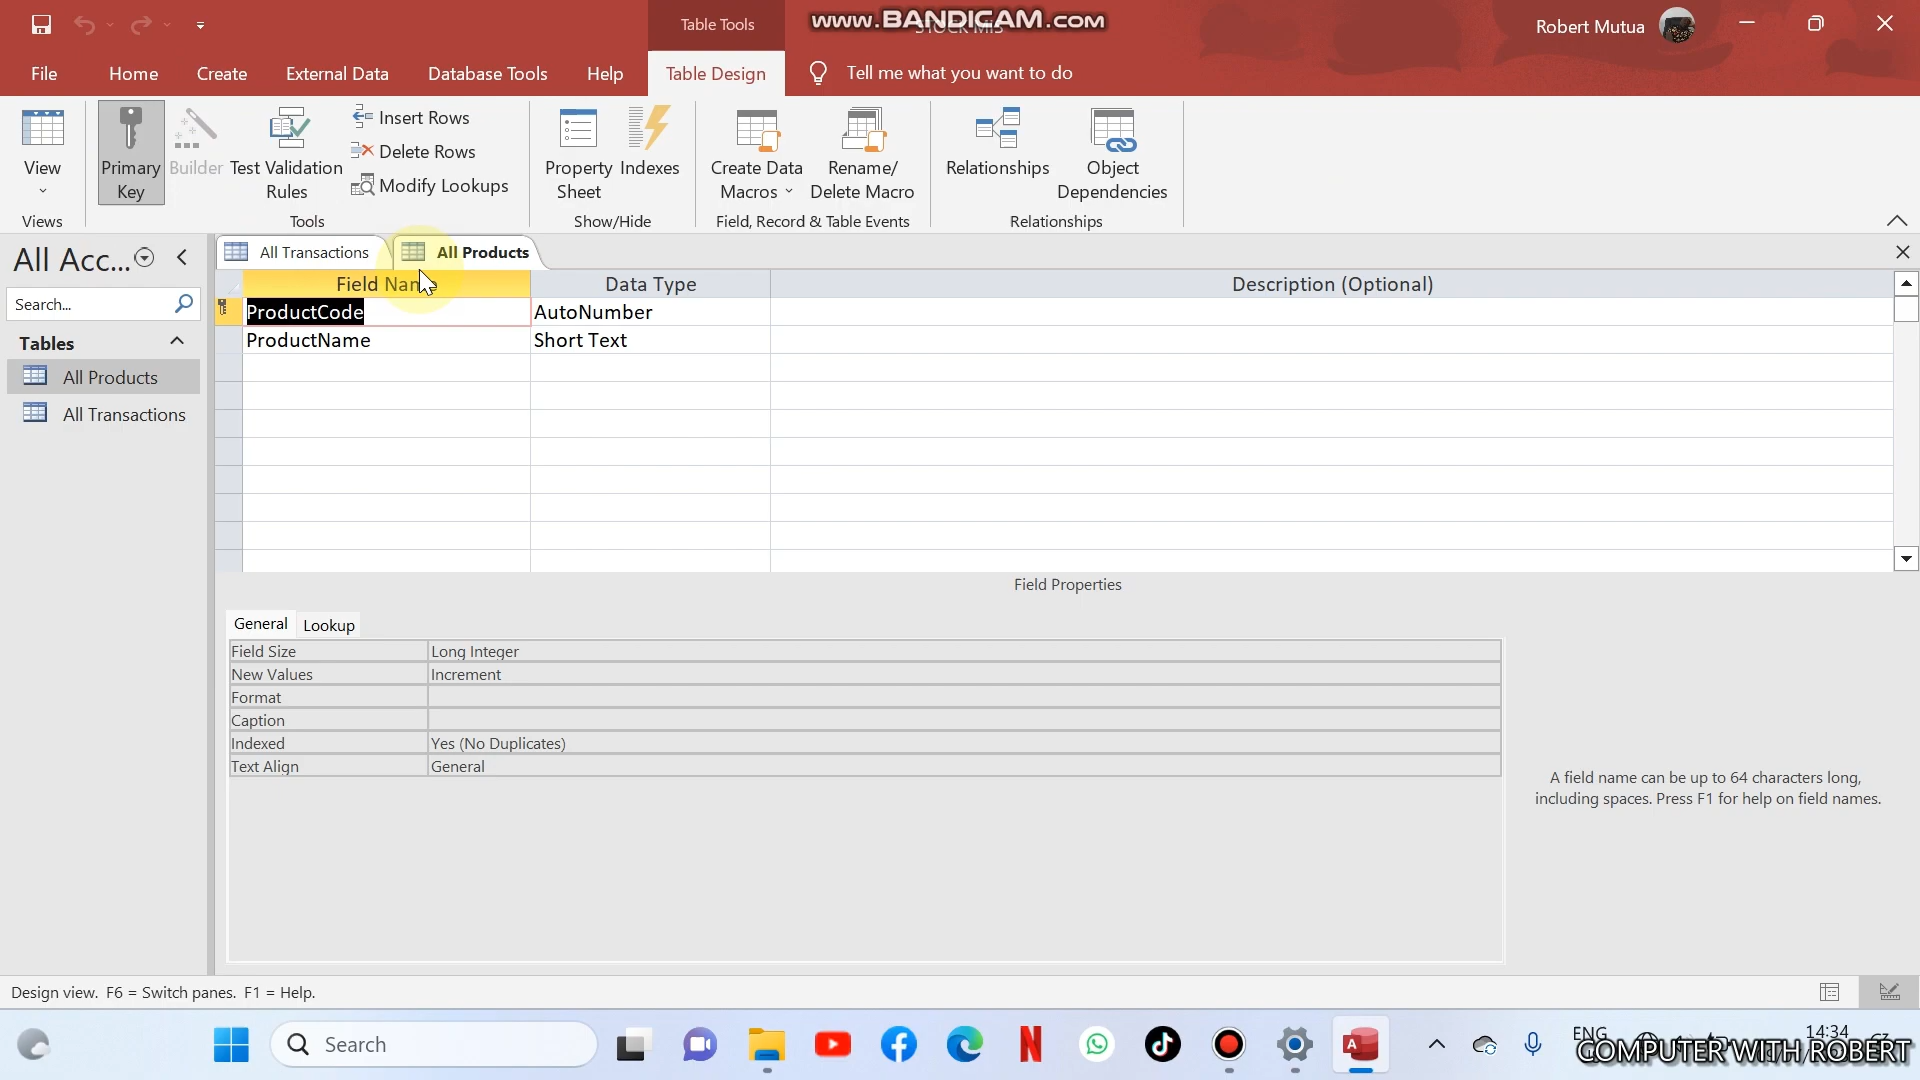 Table Tools
www.BANDICAM.com
STOCK MIS
Robert Mutua
File
Home
Create
External Data
Database Tools
Help
Table Design
Tell me what you want to do
View
Primary Key
Builder
Test Validation Rules
Insert Rows
Delete Rows
Modify Lookups
Property Sheet
Indexes
Create Data Macros
Rename/ Delete Macro
Relationships
Object Dependencies
Views
Tools
Show/Hide
Field, Record & Table Events
Relationships
All Acc...
All Transactions
All Products
Search...
Tables
All Products
All Transactions
Field Name
Data Type
Description (Optional)
ProductCode
AutoNumber
ProductName
Short Text
Field Properties
General
Lookup
Field Size
Long Integer
New Values
Increment
Format
Caption
Indexed
Yes (No Duplicates)
Text Align
General
A field name can be up to 64 characters long,
including spaces. Press F1 for help on field names.
Design view. F6 = Switch panes. F1 = Help.
Search
ENG
14:34
COMPUTER WITH ROBERT